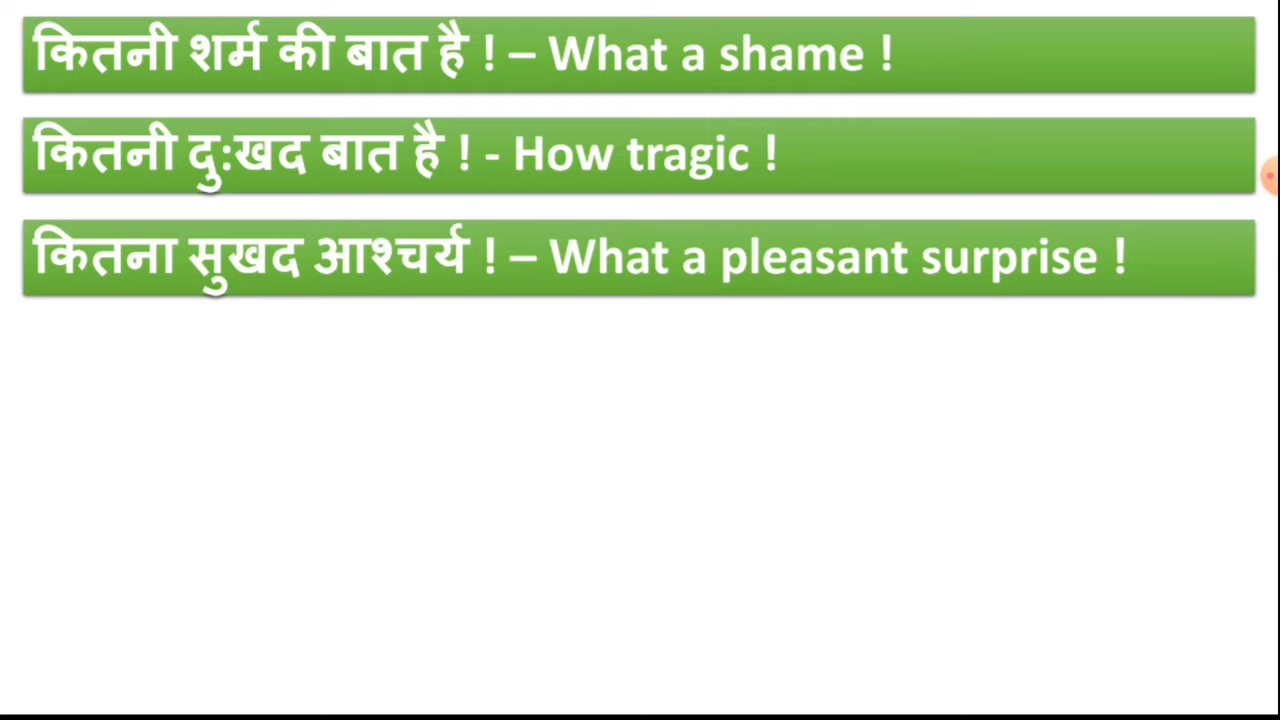 कितनी शर्म की बात है ! – What a shame !
कितनी दुःखद बात है ! - How tragic !
कितना सुखद आश्चर्य ! – What a pleasant surprise !